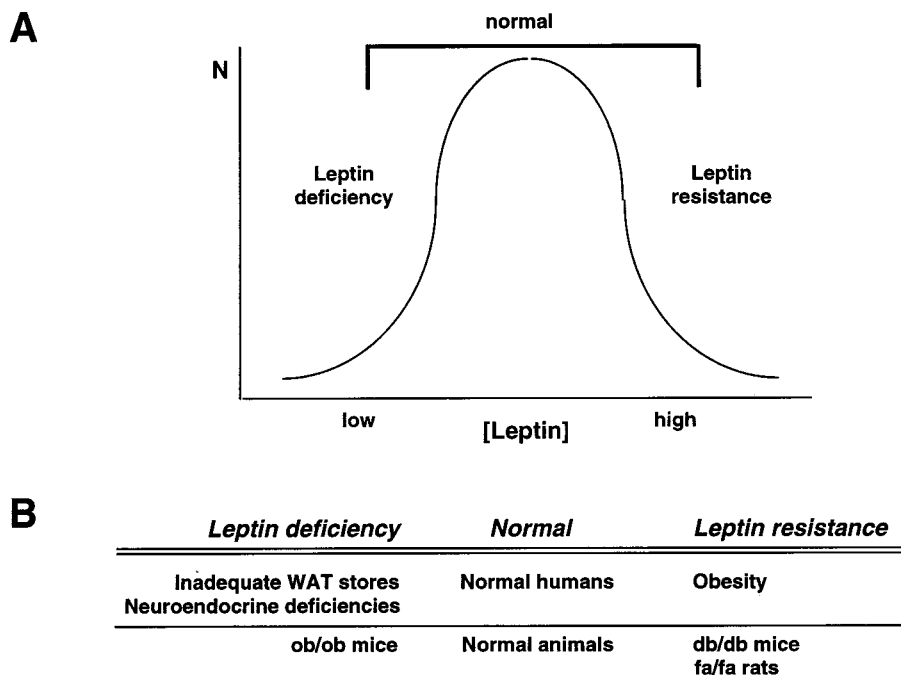 A
normal
N
Leptin
deficiency
Leptin
resistance
low
[Leptin]
high
B
Leptin deficiency Normal Leptin resistance
Inadequate WAT stores Normal humans Obesity
Neuroendocrine deficiencies
ob/ob mice Normal animals db/db mice
fa/fa rats